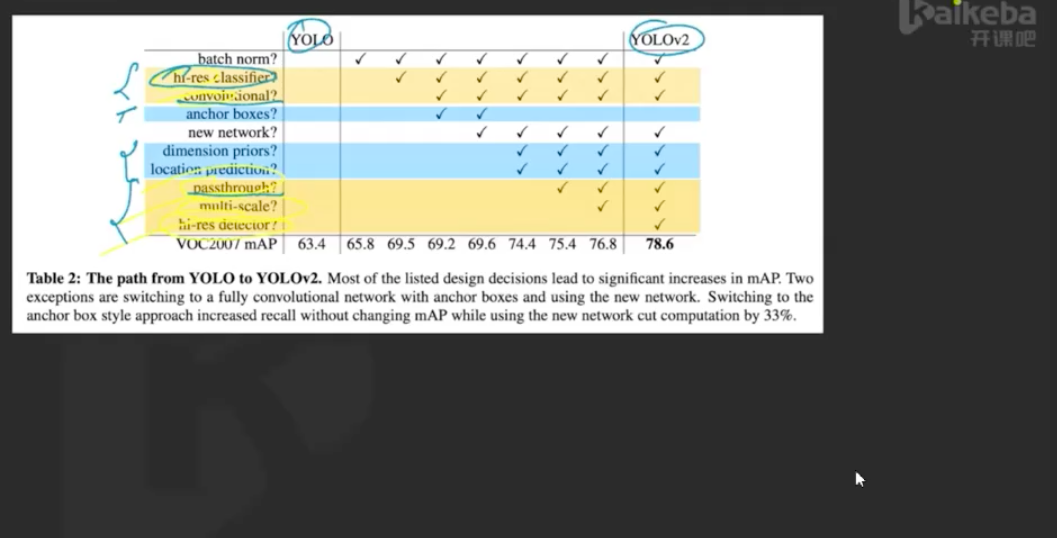 Kaikeba
开课吧
YOLO YOLOv2
batch norm? ✓ ✓ ✓ ✓ ✓ ✓ ✓ ✓
hi-res classifier? ✓ ✓ ✓ ✓ ✓ ✓ ✓
convolutional? ✓ ✓ ✓ ✓ ✓ ✓
anchor boxes? ✓ ✓
new network? ✓ ✓ ✓ ✓ ✓
dimension priors? ✓ ✓ ✓ ✓
location prediction? ✓ ✓ ✓ ✓
passthrough? ✓ ✓ ✓
multi-scale? ✓ ✓
hi-res detector? ✓
VOC2007 mAP 63.4 65.8 69.5 69.2 69.6 74.4 75.4 76.8 78.6
Table 2: The path from YOLO to YOLOv2. Most of the listed design decisions lead to significant increases in mAP. Two
exceptions are switching to a fully convolutional network with anchor boxes and using the new network. Switching to the
anchor box style approach increased recall without changing mAP while using the new network cut computation by 33%.